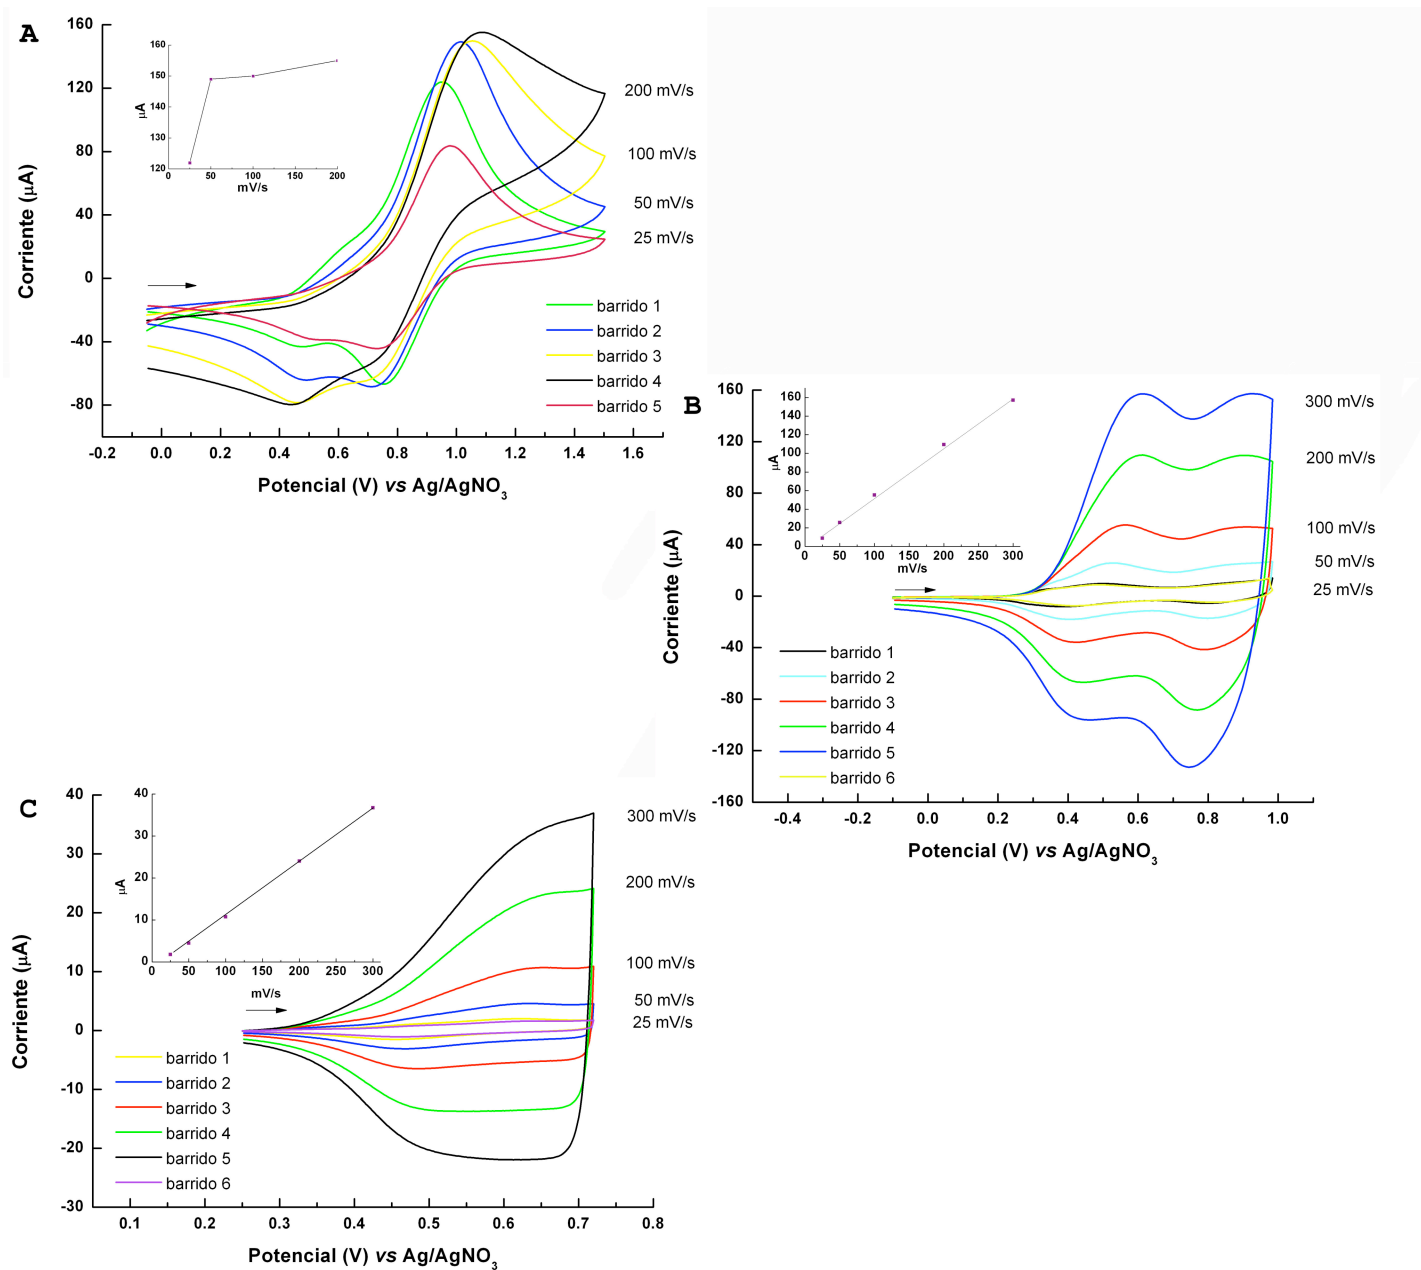 A
160
120
80
40
0
-40
-80
Corriente (μA)
-0.2 0.0 0.2 0.4 0.6 0.8 1.0 1.2 1.4 1.6
Potencial (V) vs Ag/AgNO3
160
150
140
130
120
μA
0 50 100 150 200
mV/s
200 mV/s
100 mV/s
50 mV/s
25 mV/s
barrido 1
barrido 2
barrido 3
barrido 4
barrido 5
B
160
120
80
40
0
-40
-80
-120
-160
Corriente (μA)
-0.4 -0.2 0.0 0.2 0.4 0.6 0.8 1.0
Potencial (V) vs Ag/AgNO3
160
140
120
100
80
60
40
20
0
μA
0 50 100 150 200 250 300
mV/s
300 mV/s
200 mV/s
100 mV/s
50 mV/s
25 mV/s
barrido 1
barrido 2
barrido 3
barrido 4
barrido 5
barrido 6
C
40
30
20
10
0
-10
-20
-30
Corriente (μA)
0.1 0.2 0.3 0.4 0.5 0.6 0.7 0.8
Potencial (V) vs Ag/AgNO3
40
30
20
10
0
μA
0 50 100 150 200 250 300
mV/s
300 mV/s
200 mV/s
100 mV/s
50 mV/s
25 mV/s
barrido 1
barrido 2
barrido 3
barrido 4
barrido 5
barrido 6